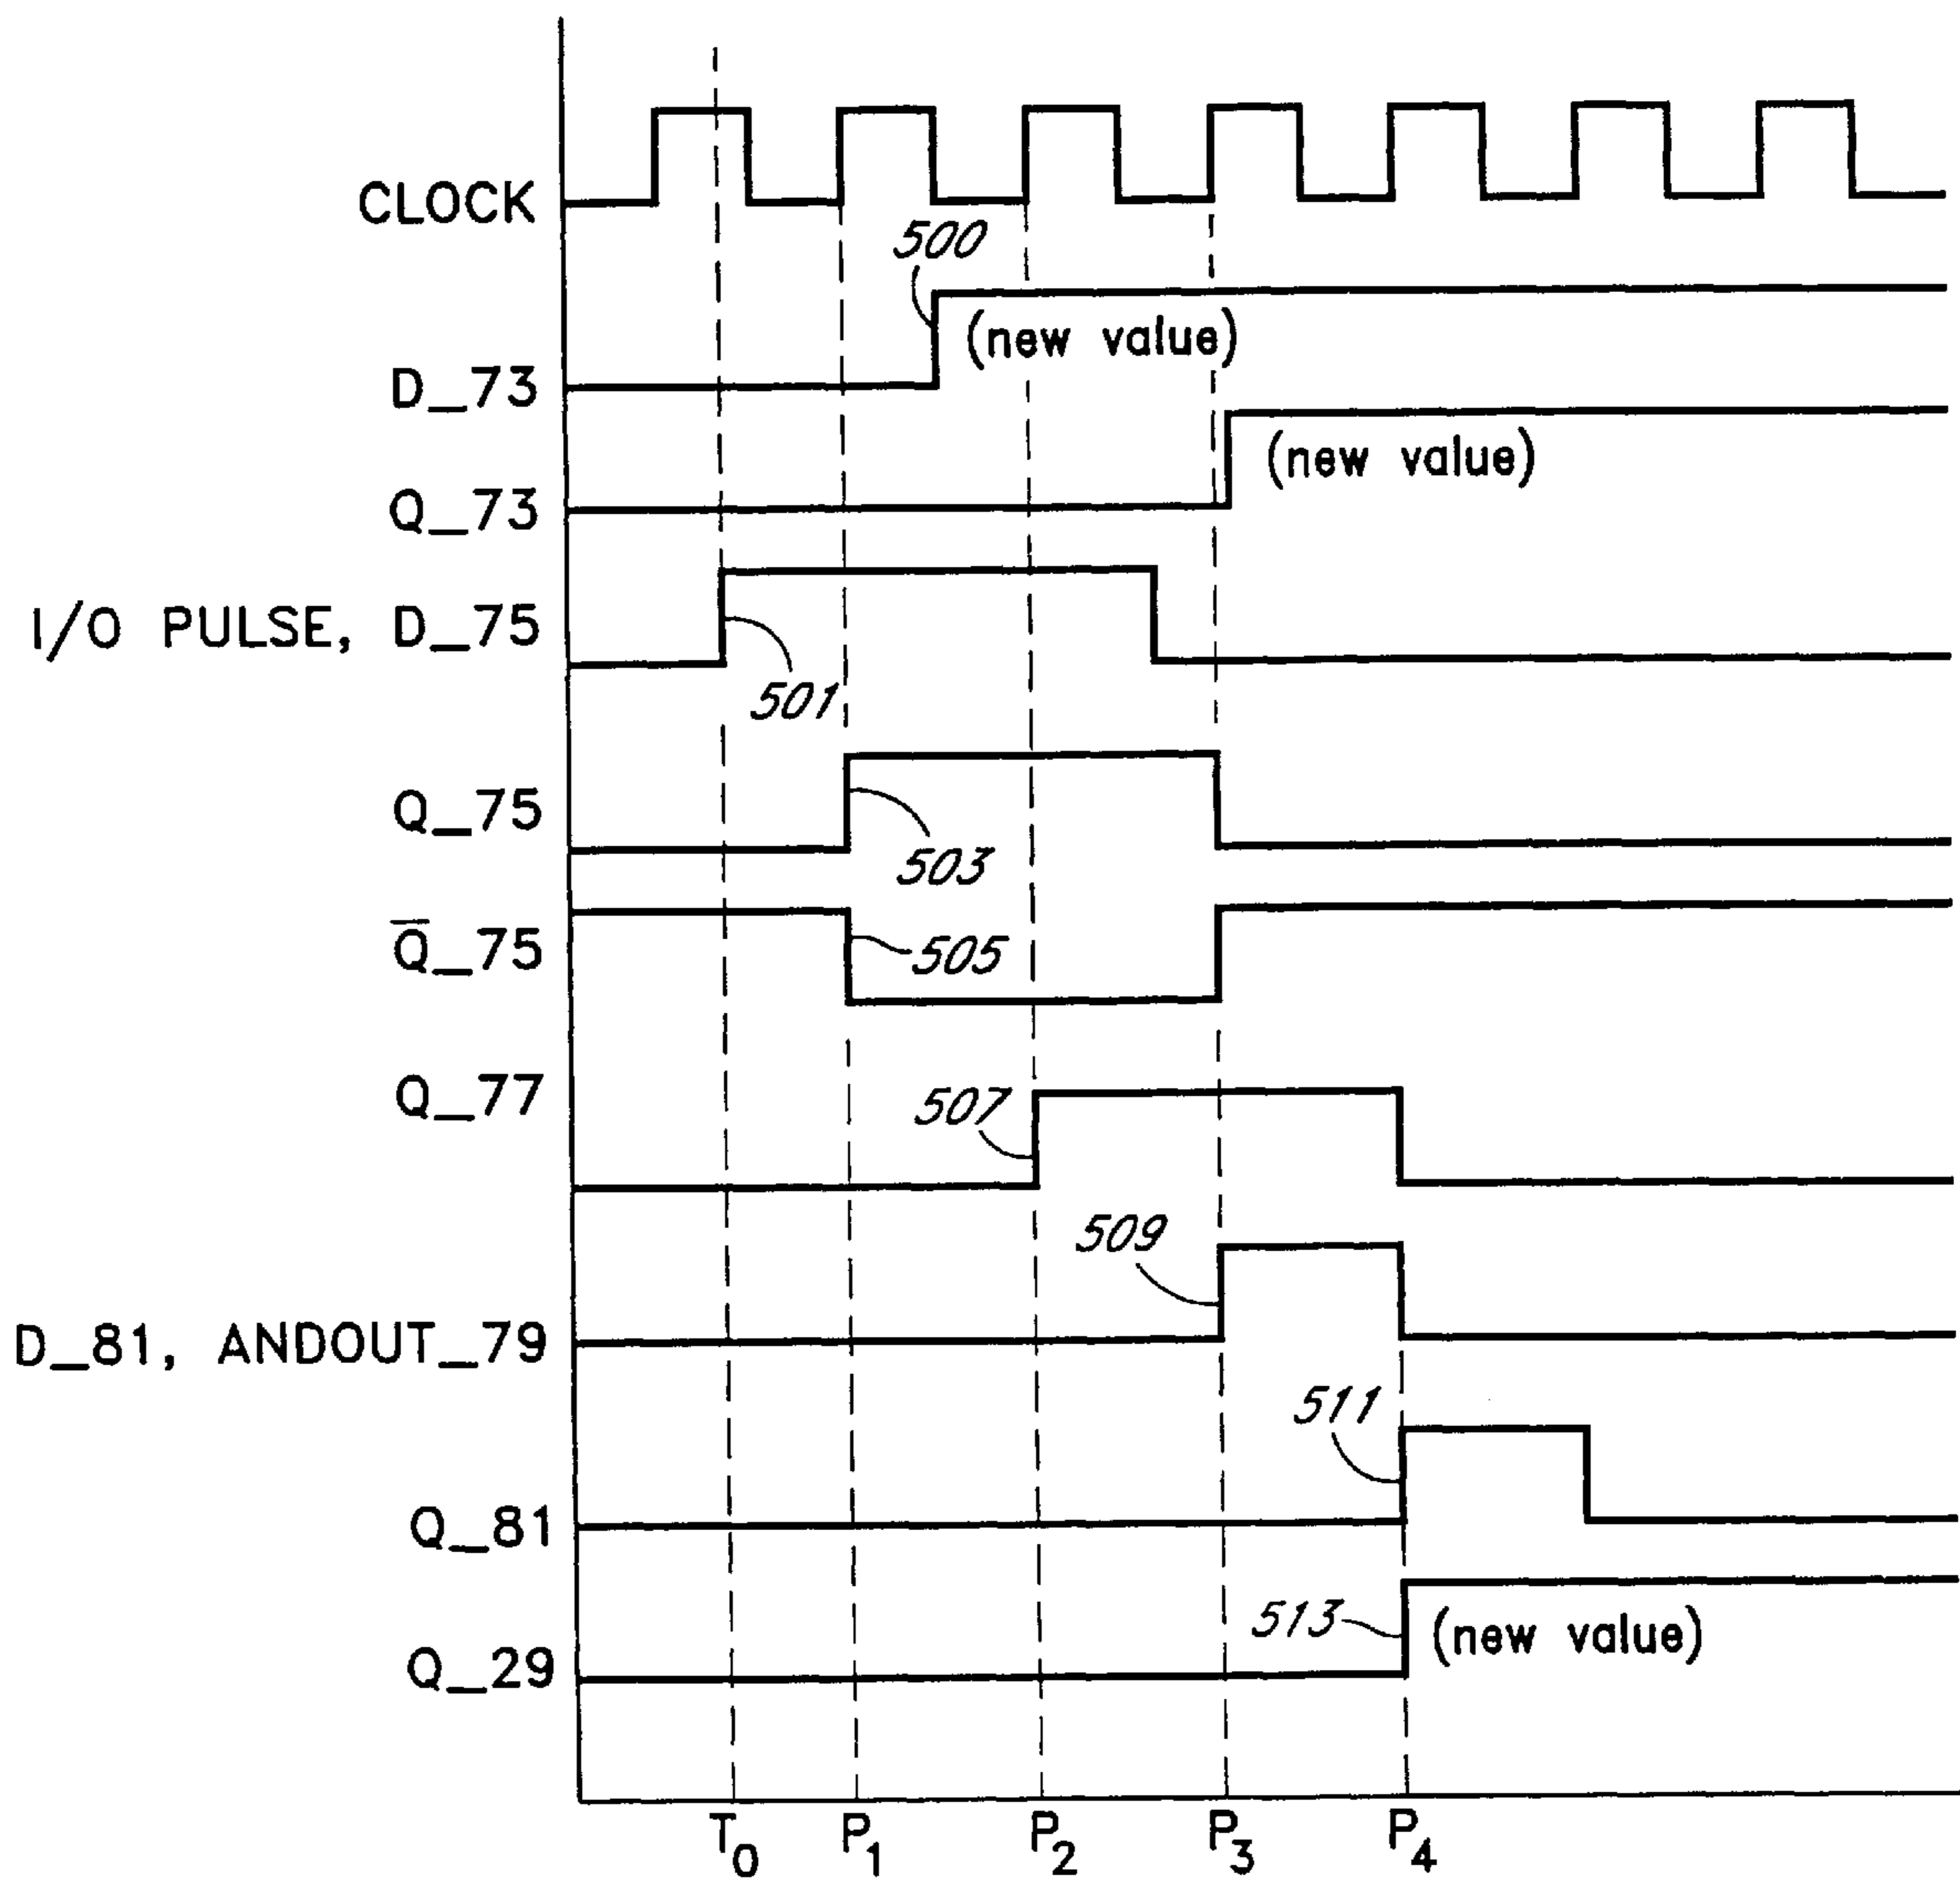 CLOCK
500
(new value)
D_73
(new value)
Q_73
I/O PULSE, D_75
501
Q_75
503
Q̅_75
505
Q_77
507
509
D_81, ANDOUT_79
511
Q_81
513
(new value)
Q_29
T0 P1 P2 P3 P4